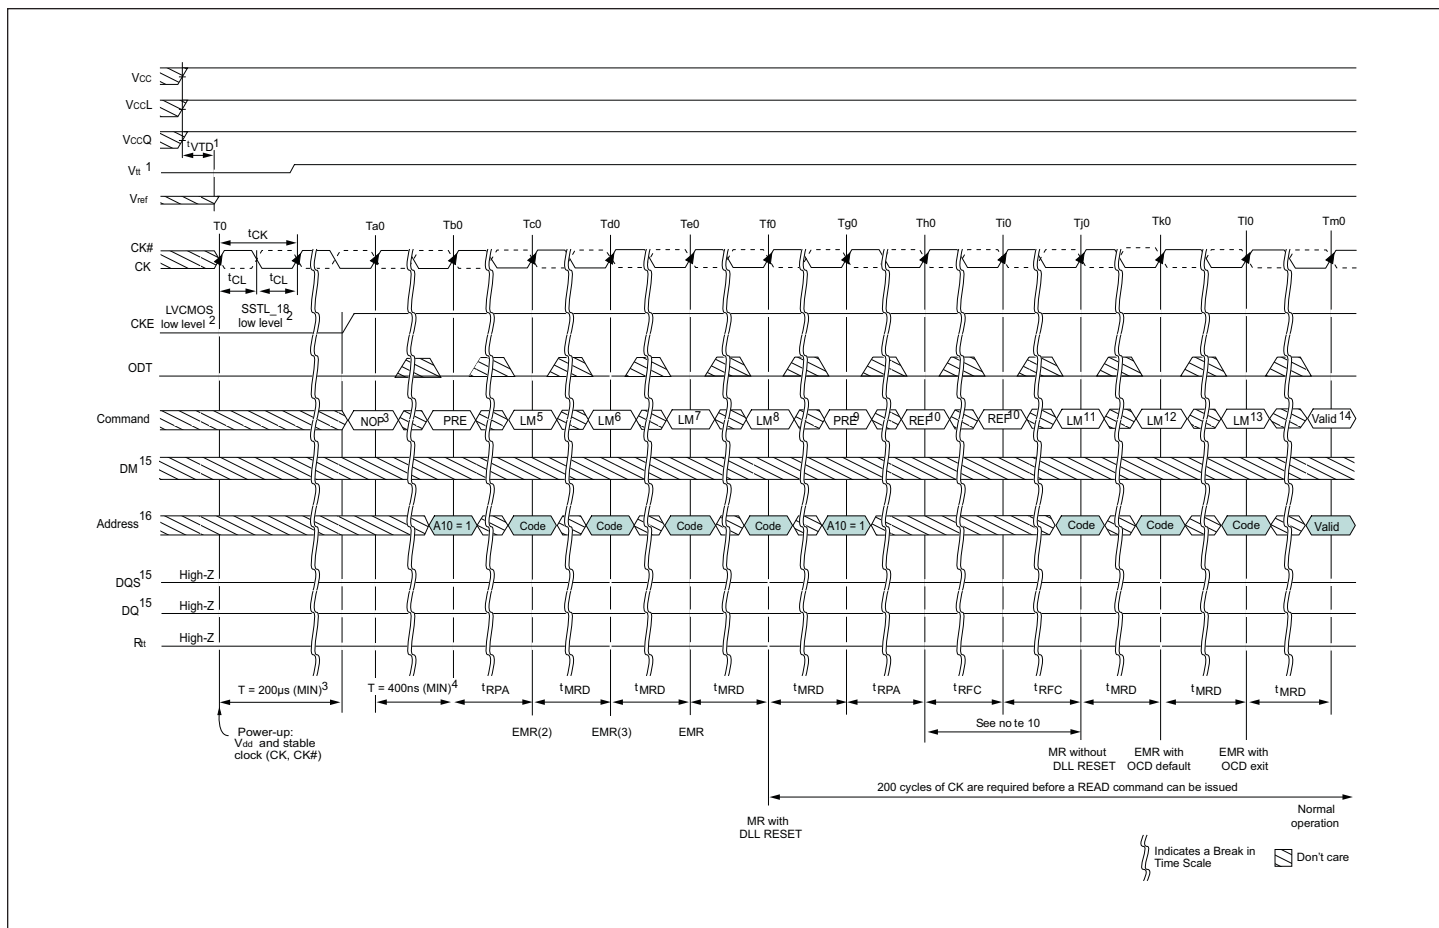 Vcc
VccL
VccQ
tVTD1
Vtt 1
Vref
T0 Ta0 Tb0 Tc0 Td0 Te0 Tf0 Tg0 Th0 Ti0 Tj0 Tk0 Tl0 Tm0
tCK
CK#
CK
tCL tCL
LVCMOS
low level 2
SSTL_18
low level 2
CKE
ODT
Command NOP3 PRE LM5 LM6 LM7 LM8 PRE9 REF10 REF10 LM11 LM12 LM13 Valid 14
DM15
Address16 A10 = 1 Code Code Code Code A10 = 1 Code Code Code Valid
DQS15 High-Z
DQ15 High-Z
Rtt High-Z
T = 200µs (MIN)3 T = 400ns (MIN)4 tRPA tMRD tMRD tMRD tMRD tRPA tRFC tRFC tMRD tMRD tMRD
Power-up:
Vdd and stable
clock (CK, CK#)
EMR(2) EMR(3) EMR
See no te 10
MR without
DLL RESET
EMR with
OCD default
EMR with
OCD exit
200 cycles of CK are required before a READ command can be issued
MR with
DLL RESET
Normal
operation
Indicates a Break in
Time Scale
Don't care